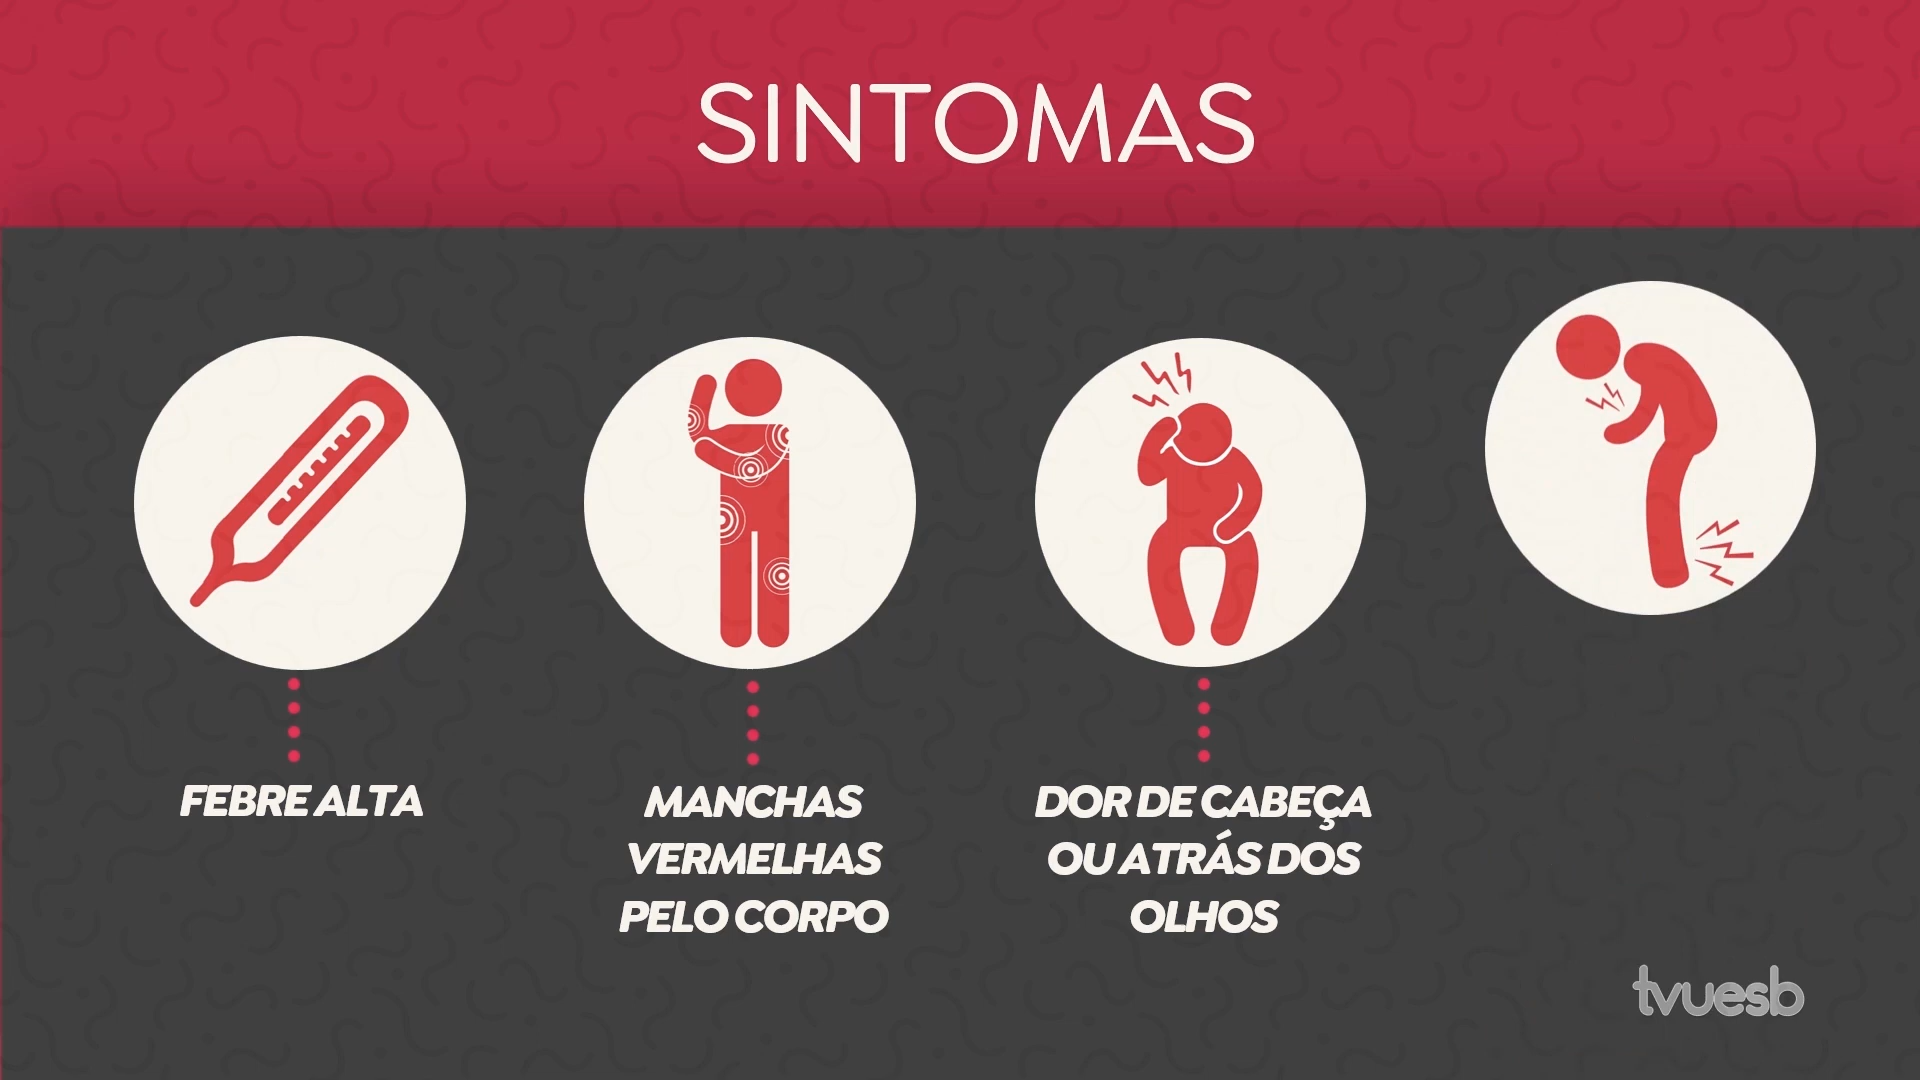 SINTOMAS
FEBRE ALTA
MANCHAS
VERMELHAS
PELO CORPO
DOR DE CABEÇA
OU ATRÁS DOS
OLHOS
tvuesb